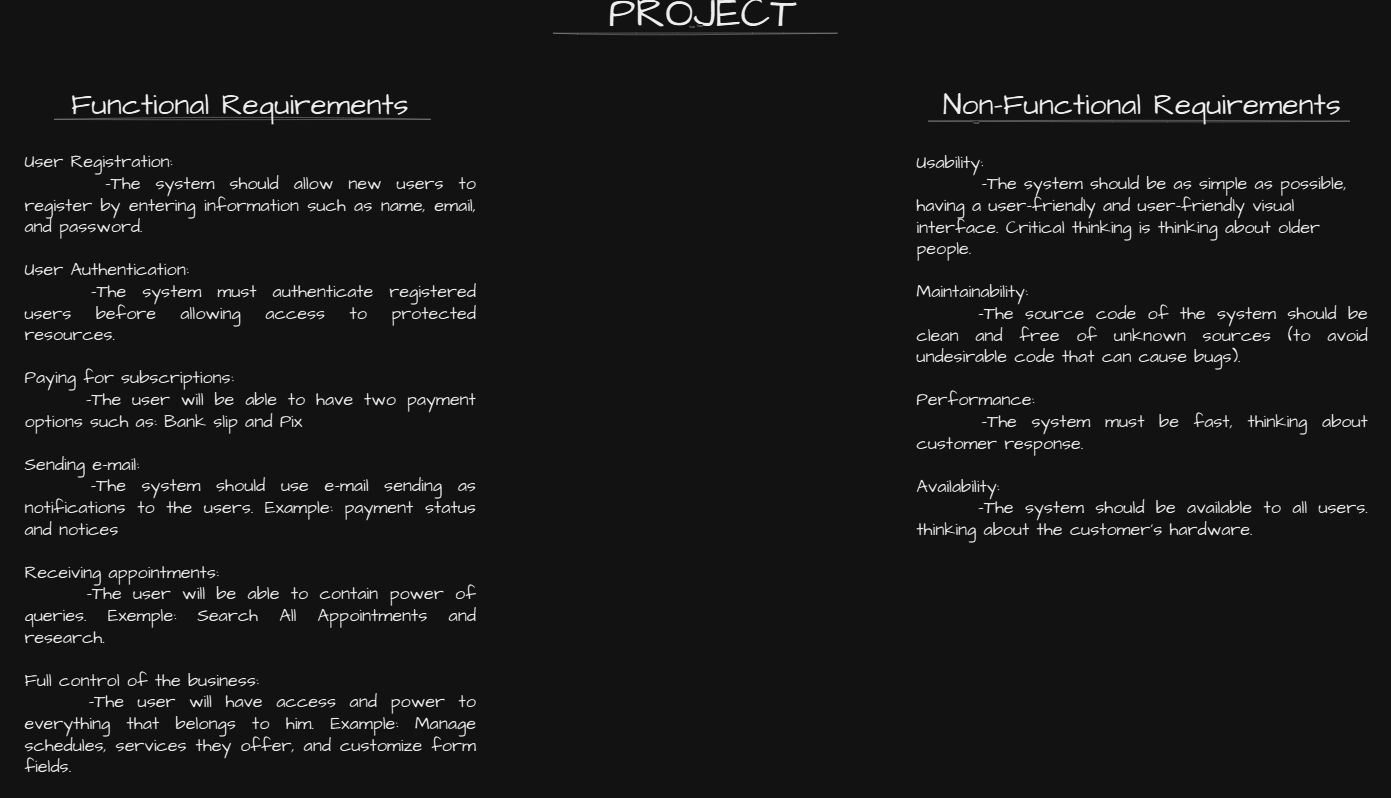 PROJECT
Functional Requirements
User Registration:
-The system should allow new users to
register by entering information such as name, email,
and password.
User Authentication:
-The system must authenticate registered
users before allowing access to protected
resources.
Paying for subscriptions:
-The user will be able to have two payment
options such as: Bank slip and Pix
Sending e-mail:
-The system should use e-mail sending as
notifications to the users. Example: payment status
and notices
Receiving appointments:
-The user will be able to contain power of
queries. Exemple: Search All Appointments and
research.
Full control of the business:
-The user will have access and power to
everything that belongs to him. Example: Manage
schedules, services they offer, and customize form
fields.
Non-Functional Requirements
Usability:
-The system should be as simple as possible,
having a user-friendly and user-friendly visual
interface. Critical thinking is thinking about older
people.
Maintainability:
-The source code of the system should be
clean and free of unknown sources (to avoid
undesirable code that can cause bugs).
Performance:
-The system must be fast, thinking about
customer response.
Availability:
-The system should be available to all users.
thinking about the customer's hardware.